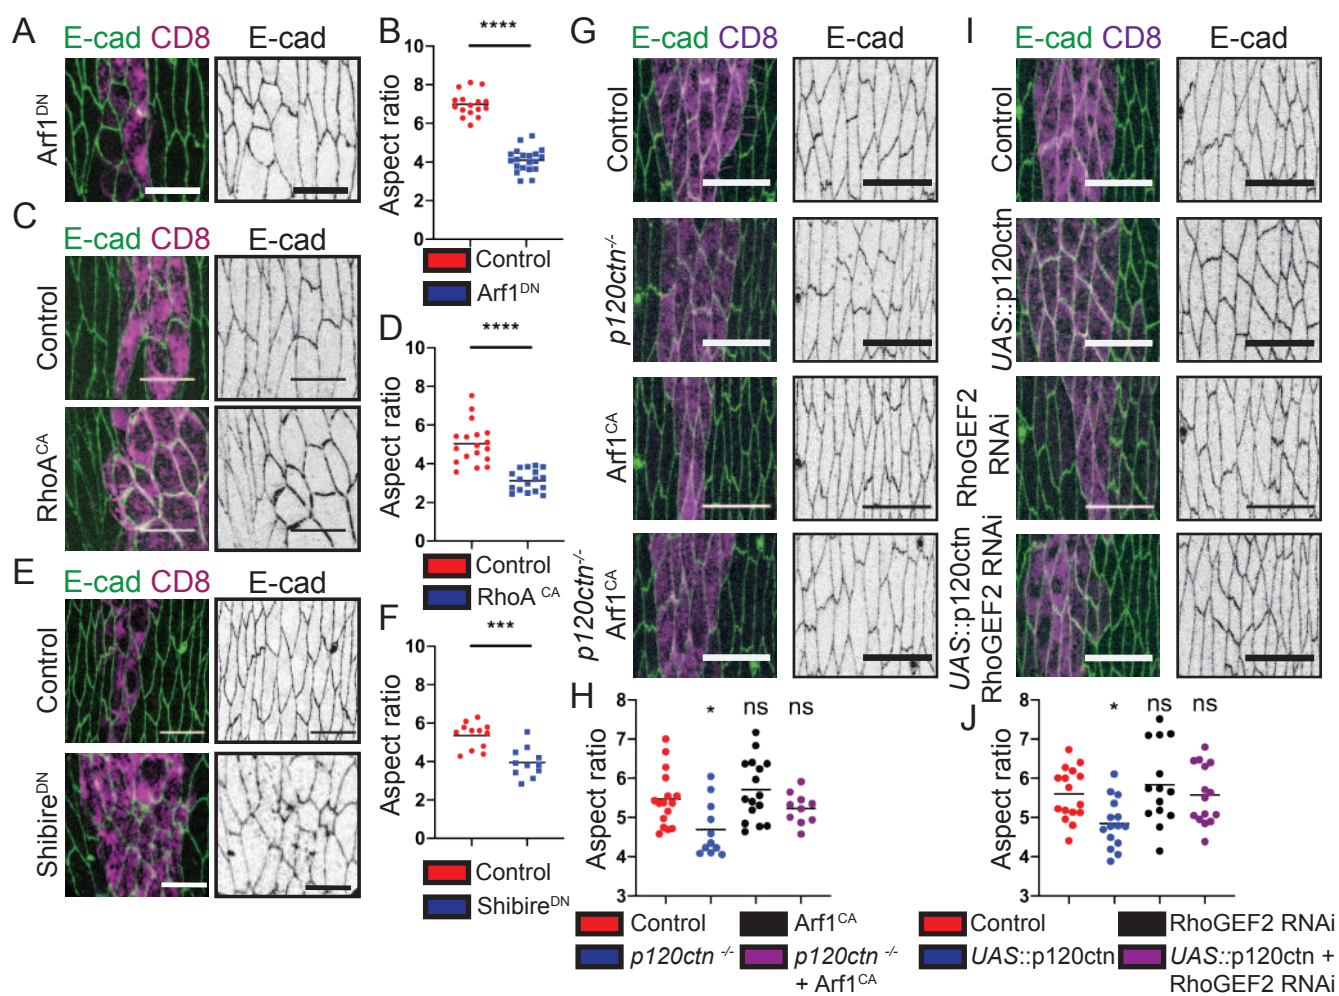 A
E-cad CD8 E-cad
Arf1DN
B
****
Aspect ratio
10
8
6
4
2
0
Control
Arf1DN
C
E-cad CD8 E-cad
Control
RhoACA
D
****
Aspect ratio
10
8
6
4
2
0
Control
RhoA CA
E
E-cad CD8 E-cad
Control
ShibireDN
F
***
Aspect ratio
10
8
6
4
2
0
Control
ShibireDN
G
E-cad CD8 E-cad
Control
p120ctn-/-
Arf1CA
p120ctn-/-
Arf1CA
H
* ns ns
Aspect ratio
8
7
6
5
4
3
Control
Arf1CA
p120ctn -/-
p120ctn -/-
+ Arf1CA
I
E-cad CD8 E-cad
Control
UAS::p120ctn
RhoGEF2
RNAi
UAS::p120ctn
RhoGEF2 RNAi
J
* ns ns
Aspect ratio
8
7
6
5
4
3
Control
RhoGEF2 RNAi
UAS::p120ctn
UAS::p120ctn +
RhoGEF2 RNAi